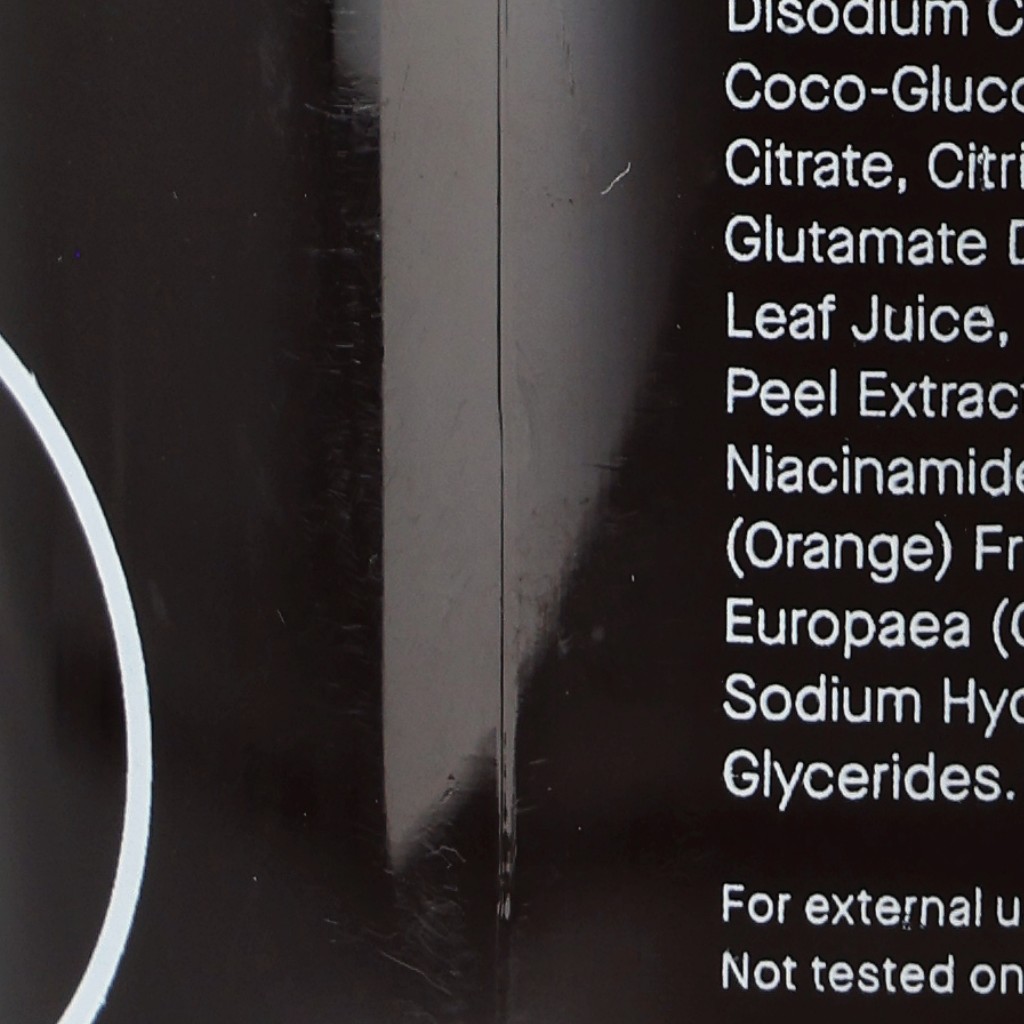 Disodium C
Coco-Gluco
Citrate, Citri
Glutamate D
Leaf Juice,
Peel Extract
Niacinamide
(Orange) Fr
Europaea (O
Sodium Hyd
Glycerides.
For external u
Not tested on